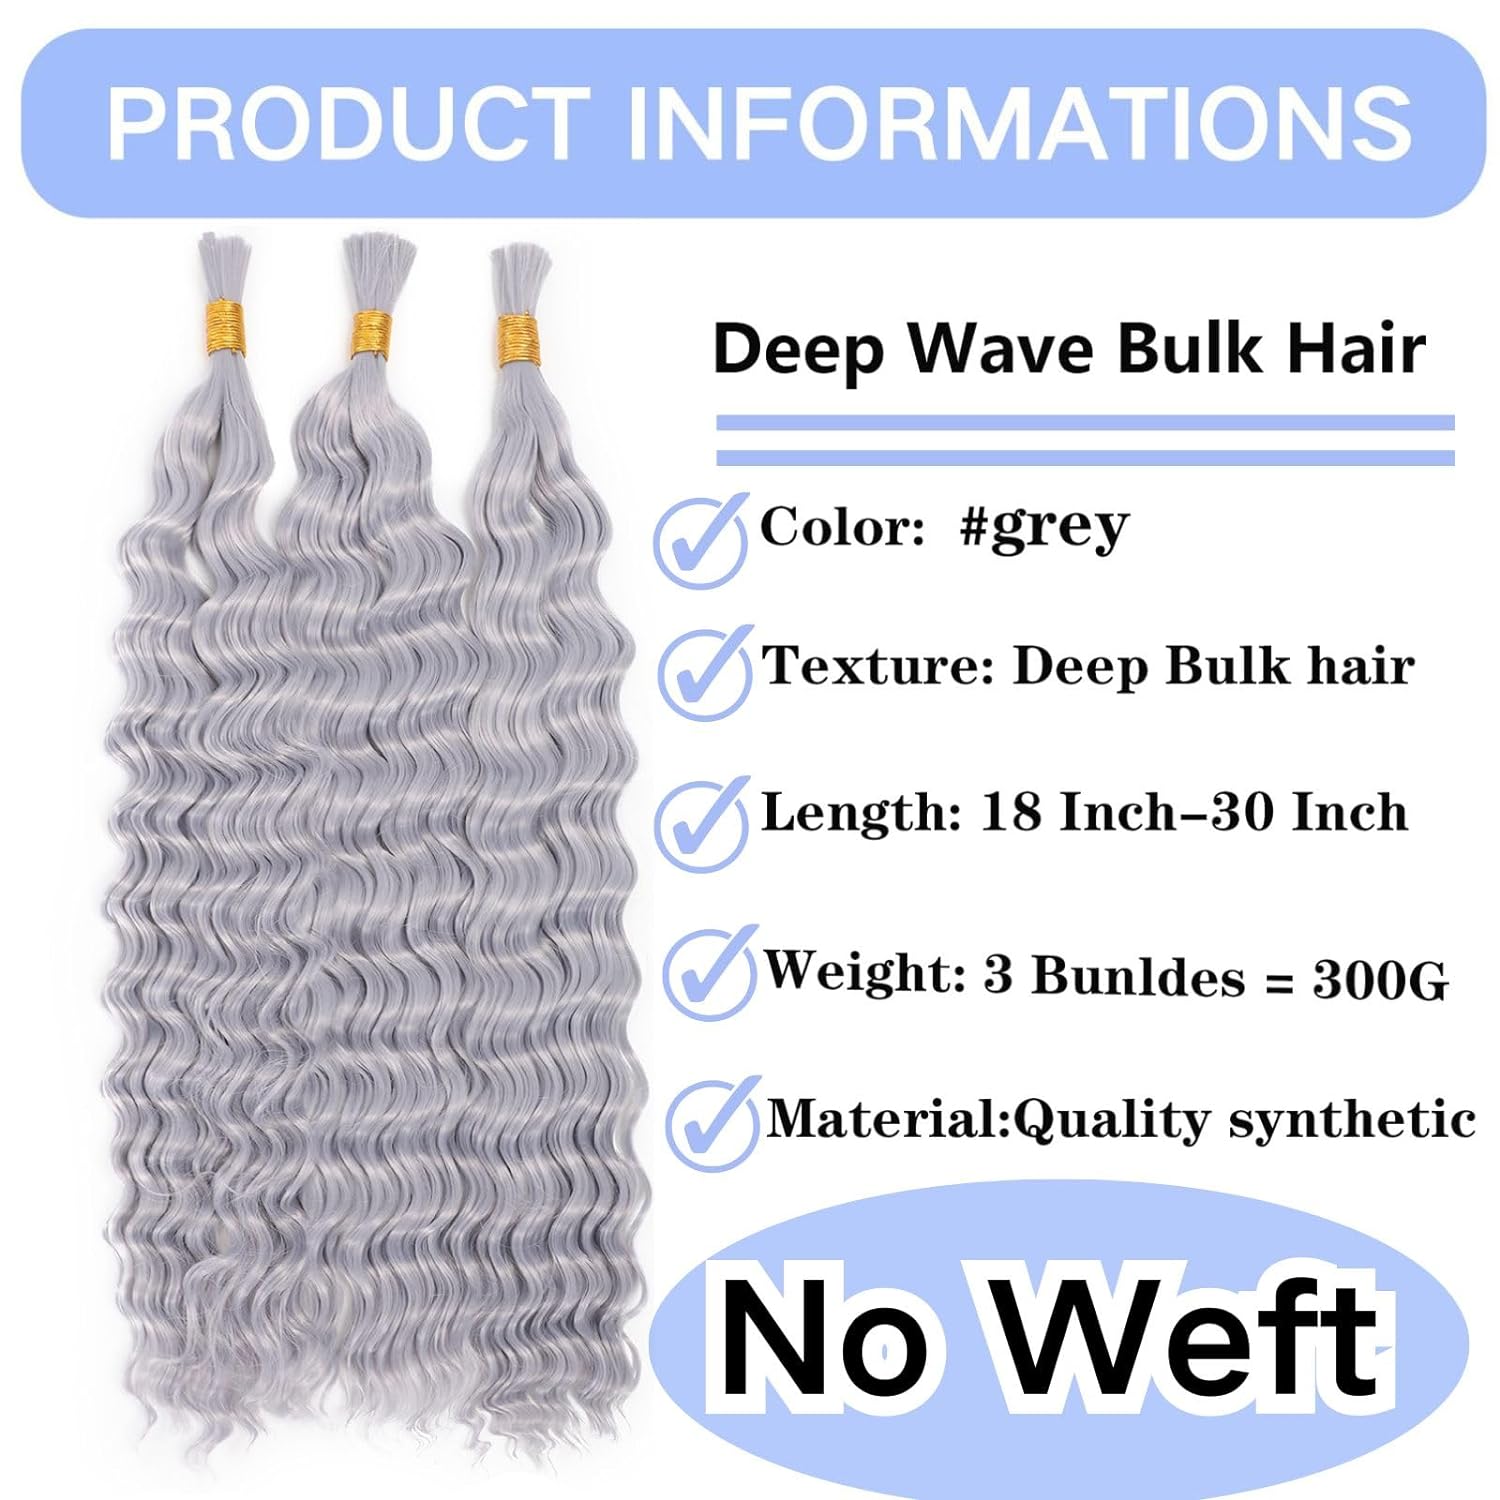 PRODUCT INFORMATIONS
Deep Wave Bulk Hair
Color: #grey
Texture: Deep Bulk hair
Length: 18 Inch-30 Inch
Weight: 3 Bunldes = 300G
Material:Quality synthetic
No Weft